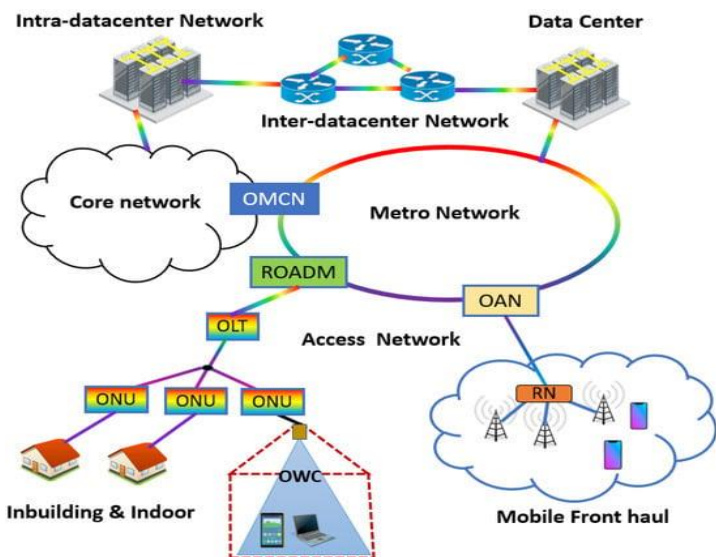 Intra-datacenter Network
Data Center
Inter-datacenter Network
Core network
OMCN
Metro Network
ROADM
OAN
OLT
Access Network
ONU
ONU
ONU
RN
OWC
Inbuilding & Indoor
Mobile Front haul